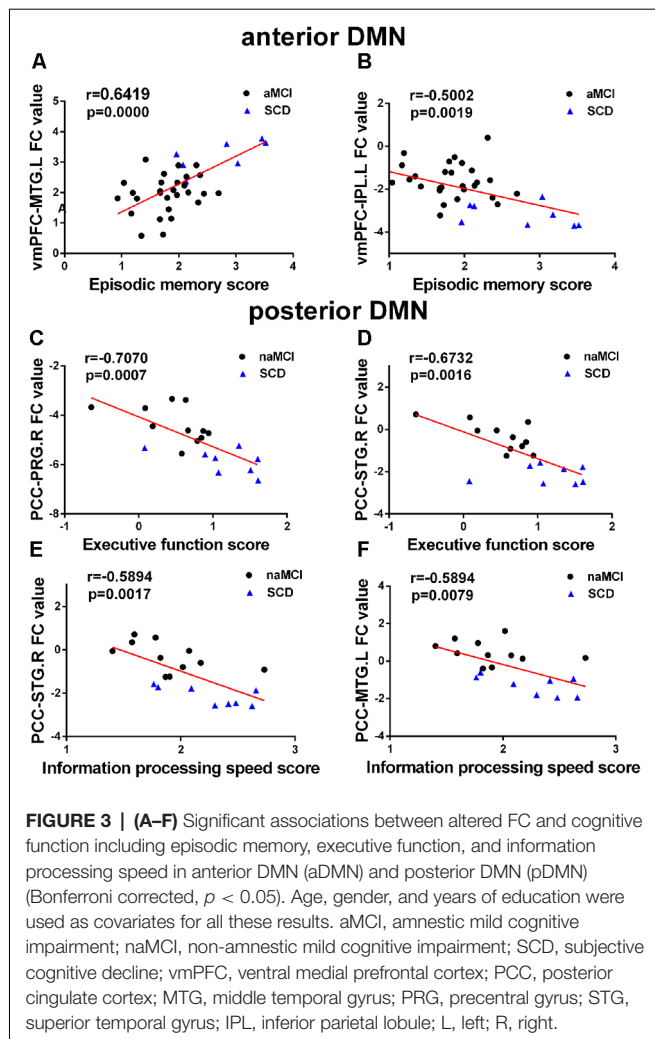 anterior DMN
A
r=0.6419
p=0.0000
aMCI
SCD
vmPFC-MTG.L FC value
5
4
3
2
1
0
A
0
1
2
3
4
Episodic memory score
B
r=-0.5002
p=0.0019
aMCI
SCD
vmPFC-IPL.L FC value
2
0
-2
-4
-6
1
2
3
4
Episodic memory score
posterior DMN
C
r=-0.7070
p=0.0007
naMCI
SCD
PCC-PRG.R FC value
-2
-4
-6
-8
-1
0
1
2
Executive function score
D
r=-0.6732
p=0.0016
naMCI
SCD
PCC-STG.R FC value
4
2
0
-2
-4
-1
0
1
2
Executive function score
E
r=-0.5894
p=0.0017
naMCI
SCD
PCC-STG.R FC value
4
2
0
-2
-4
1
2
3
Information processing speed score
F
r=-0.5894
p=0.0079
naMCI
SCD
PCC-MTG.L FC value
4
2
0
-2
-4
1
2
3
Information processing speed score
FIGURE 3 | (A–F) Significant associations between altered FC and cognitive
function including episodic memory, executive function, and information
processing speed in anterior DMN (aDMN) and posterior DMN (pDMN)
(Bonferroni corrected, p < 0.05). Age, gender, and years of education were
used as covariates for all these results. aMCI, amnestic mild cognitive
impairment; naMCI, non-amnestic mild cognitive impairment; SCD, subjective
cognitive decline; vmPFC, ventral medial prefrontal cortex; PCC, posterior
cingulate cortex; MTG, middle temporal gyrus; PRG, precentral gyrus; STG,
superior temporal gyrus; IPL, inferior parietal lobule; L, left; R, right.